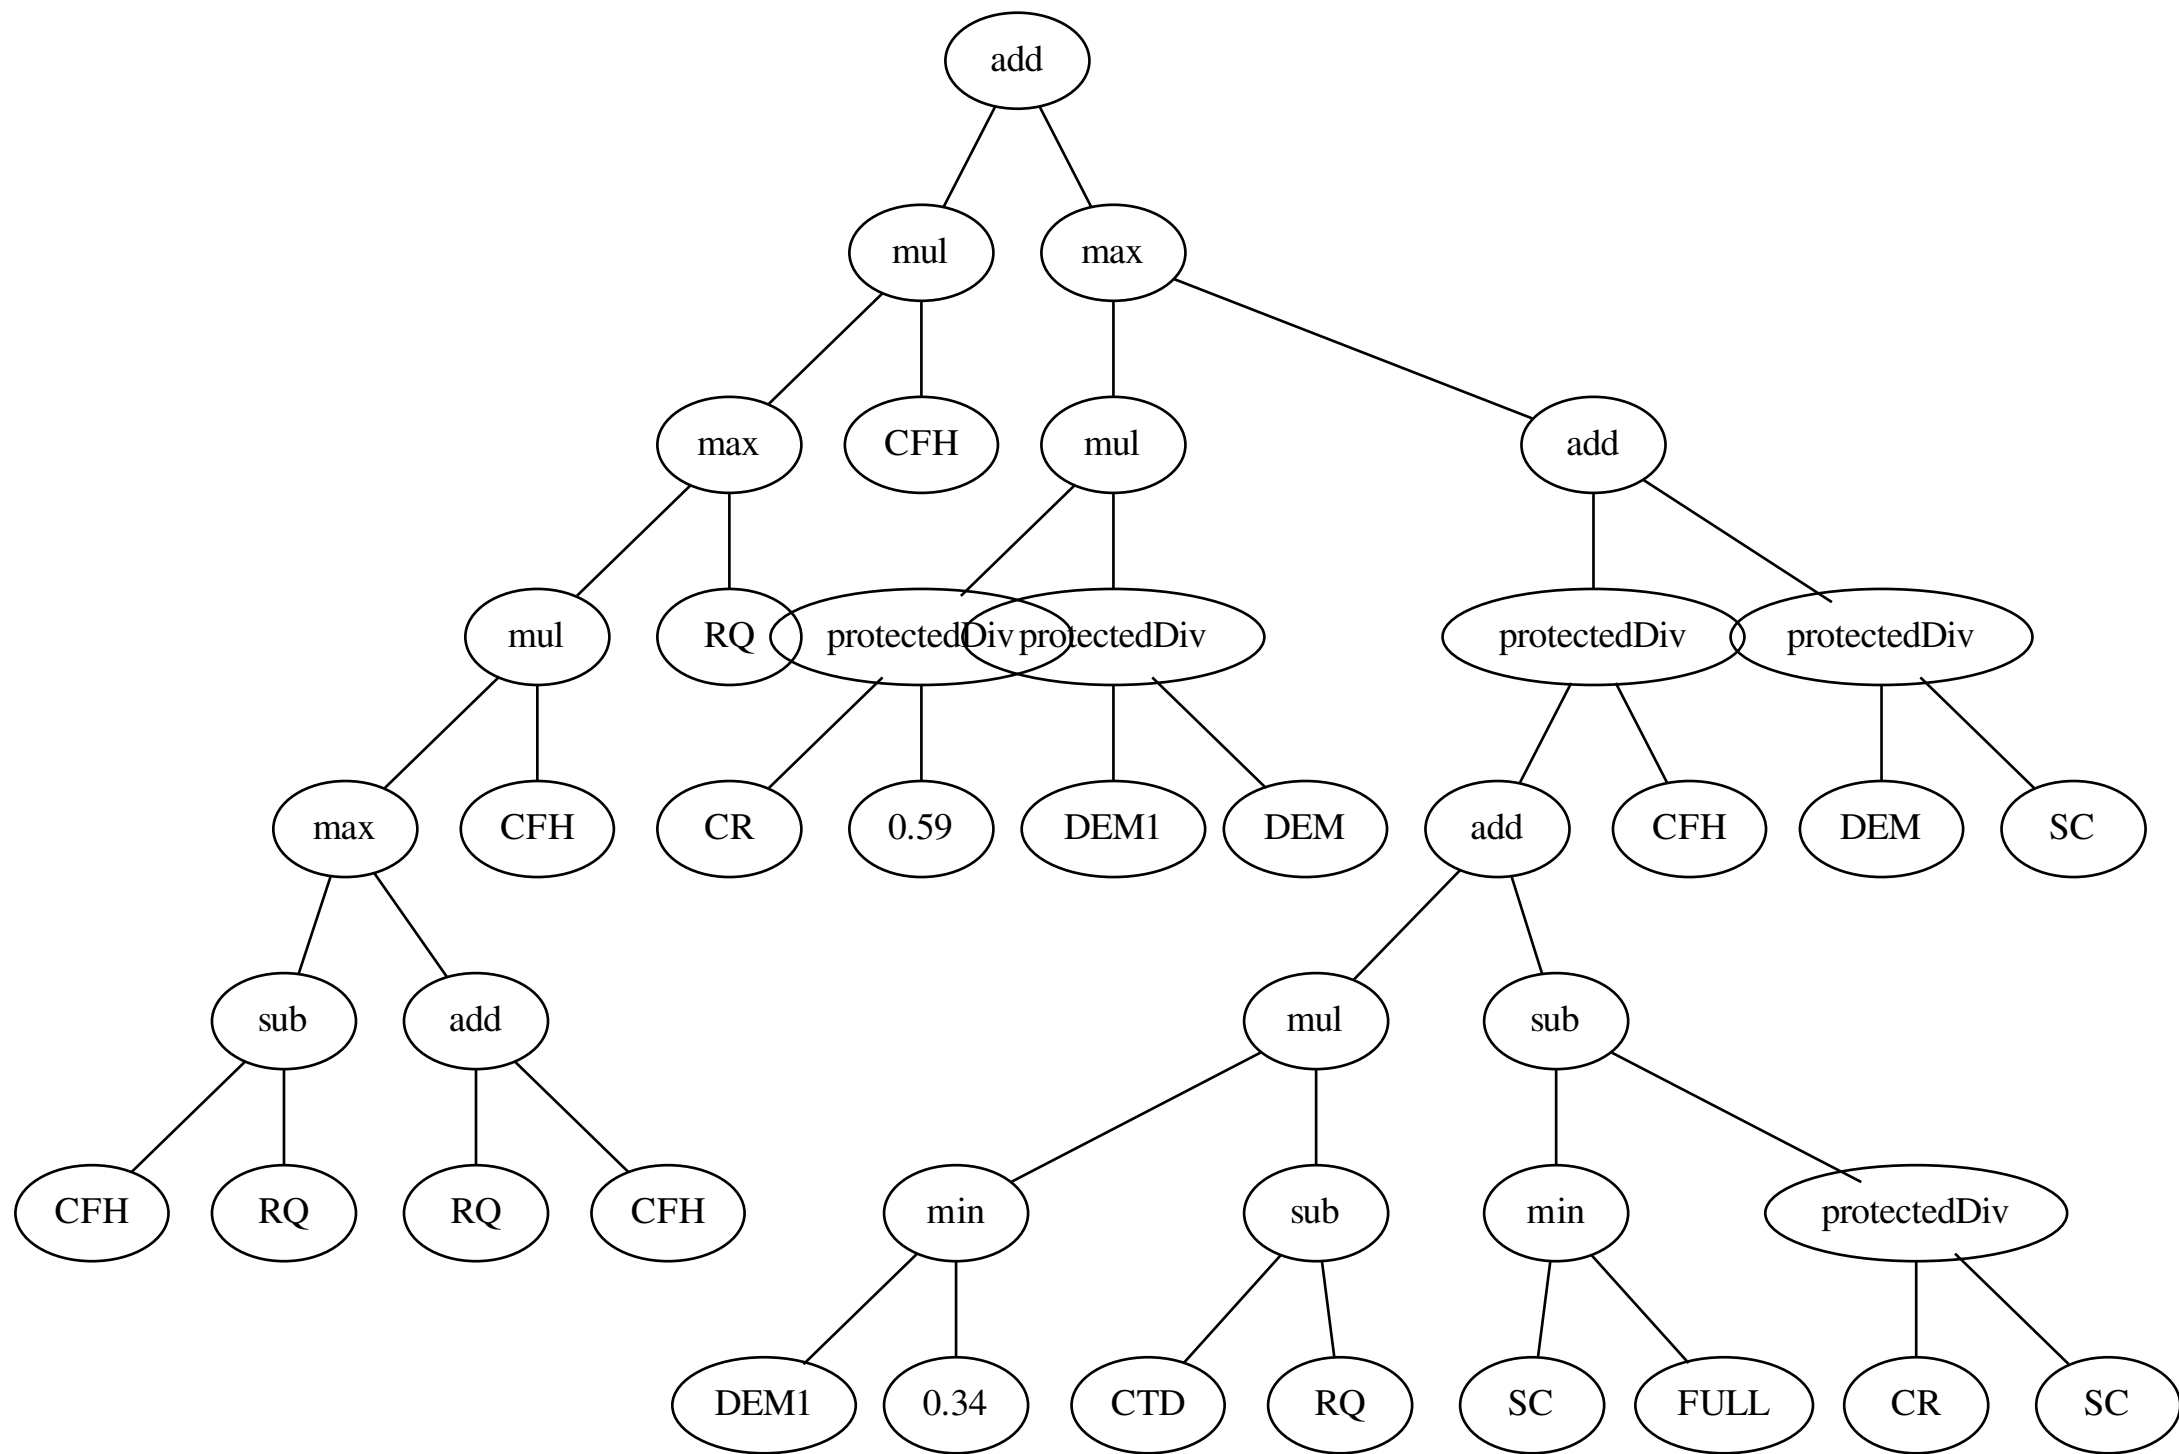 add
mul max
max CFH mul add
mul RQ protectedDiv protectedDiv protectedDiv protectedDiv
max CFH CR 0.59 DEM1 DEM add CFH DEM SC
sub add mul sub
CFH RQ RQ CFH min sub min protectedDiv
DEM1 0.34 CTD RQ SC FULL CR SC